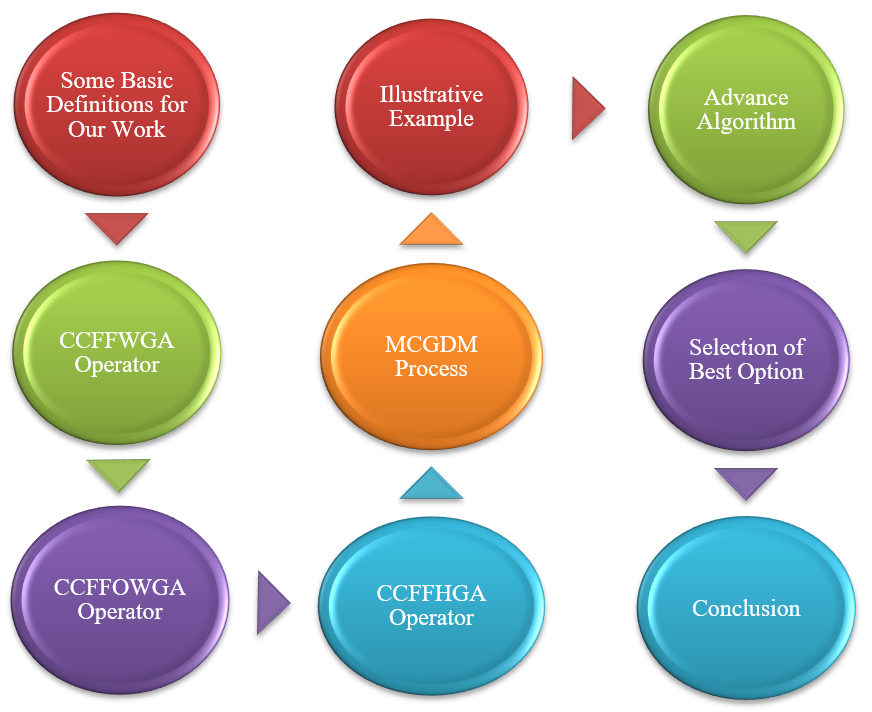 Some Basic
Definitions for
Our Work
CCFFWGA
Operator
CCFFOWGA
Operator
CCFFHGA
Operator
MCGDM
Process
Illustrative
Example
Advance
Algorithm
Selection of
Best Option
Conclusion